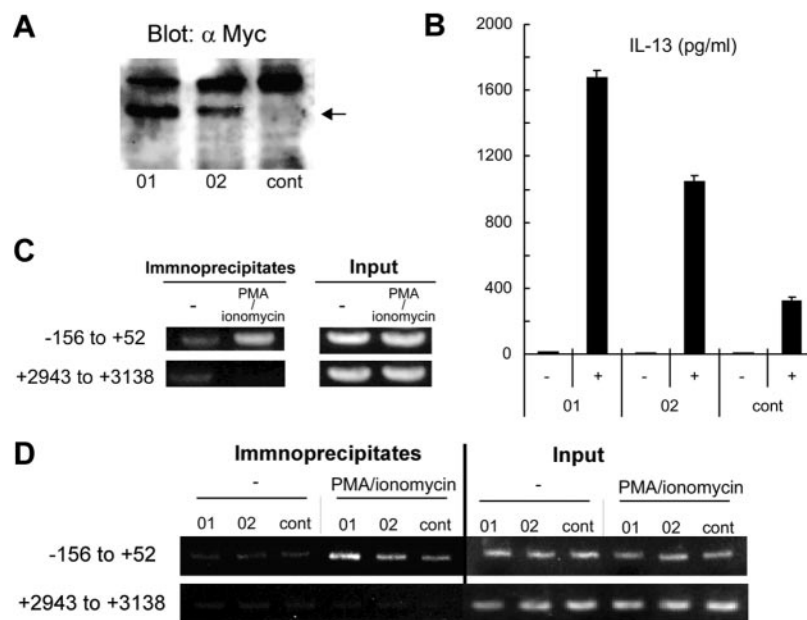 A
Blot: α Myc
01 02 cont
B
IL-13 (pg/ml)
2000
1600
1200
800
400
0
- + - + - +
01 02 cont
C
Immnoprecipitates Input
- PMA / ionomycin - PMA / ionomycin
-156 to +52
+2943 to +3138
D
Immnoprecipitates Input
- PMA/ionomycin - PMA/ionomycin
01 02 cont 01 02 cont 01 02 cont 01 02 cont
-156 to +52
+2943 to +3138